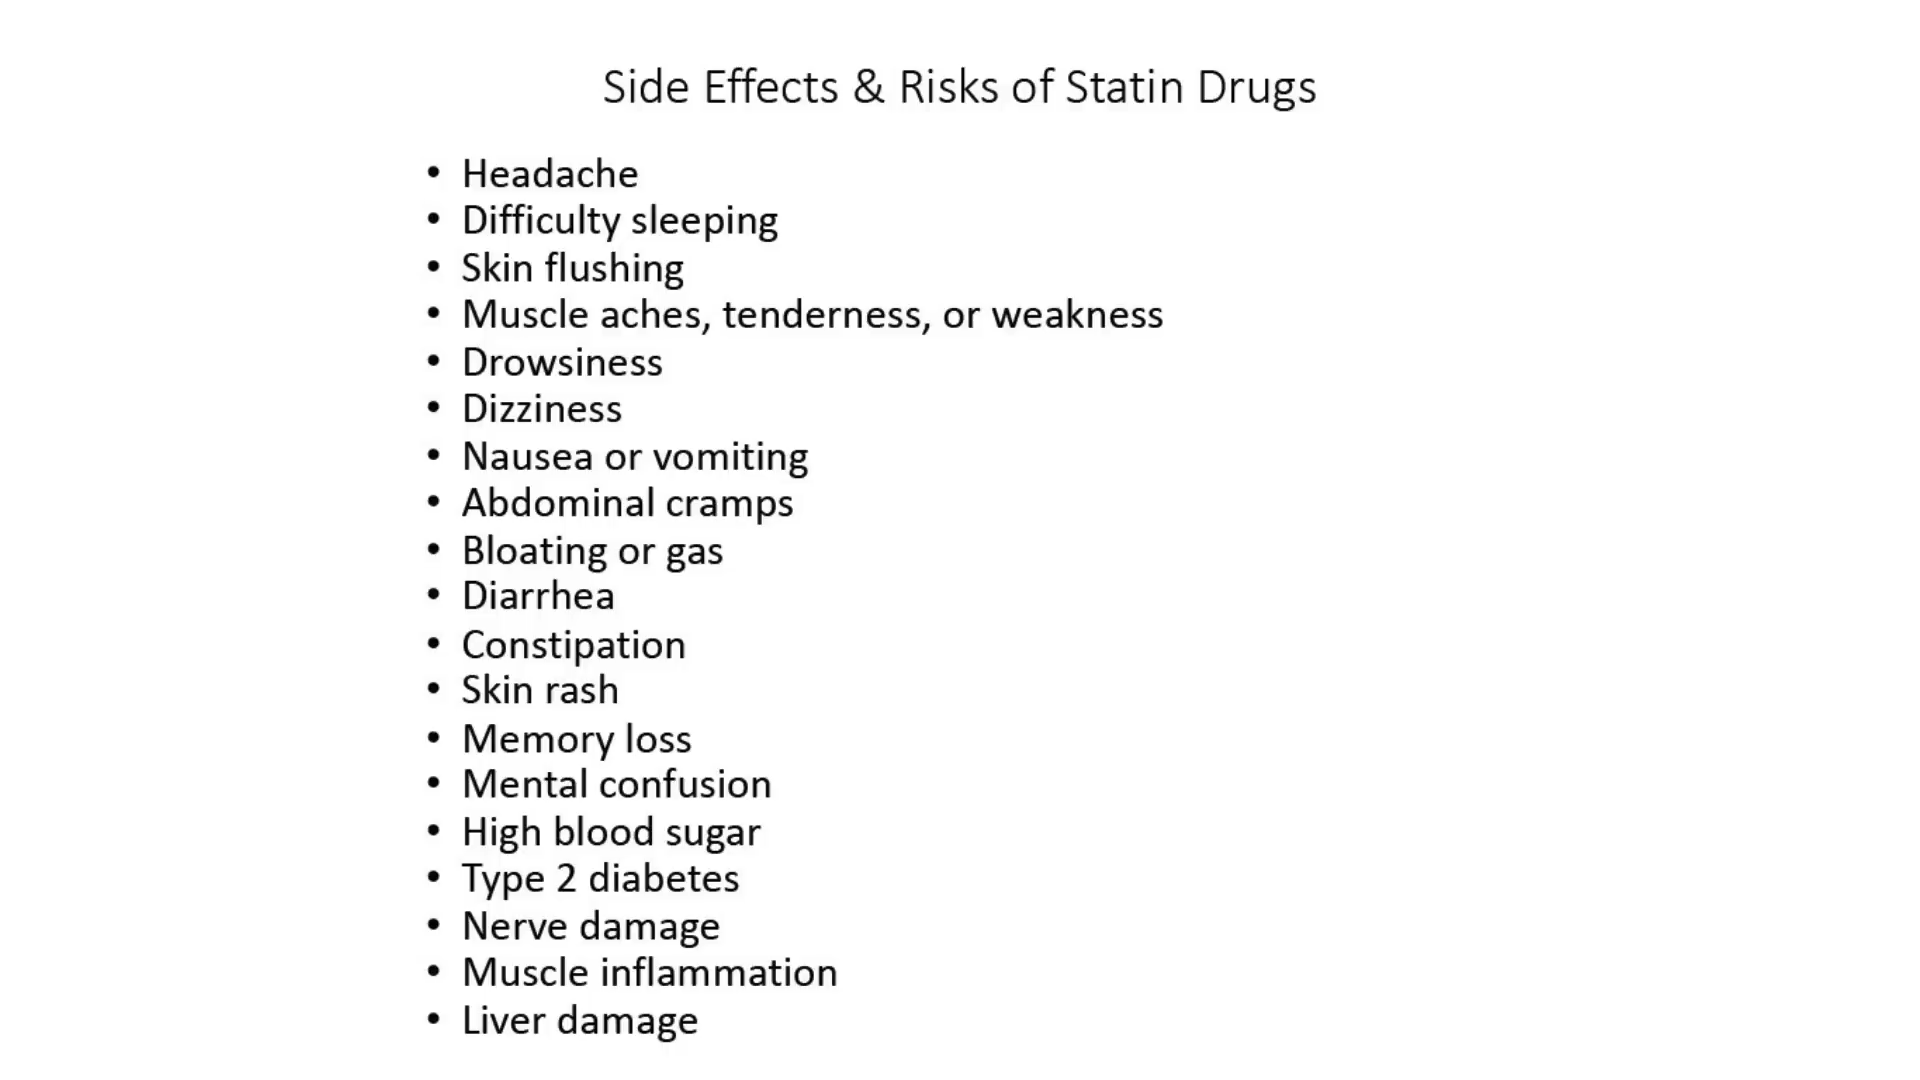 Side Effects & Risks of Statin Drugs
• Headache
• Difficulty sleeping
• Skin flushing
• Muscle aches, tenderness, or weakness
• Drowsiness
• Dizziness
• Nausea or vomiting
• Abdominal cramps
• Bloating or gas
• Diarrhea
• Constipation
• Skin rash
• Memory loss
• Mental confusion
• High blood sugar
• Type 2 diabetes
• Nerve damage
• Muscle inflammation
• Liver damage